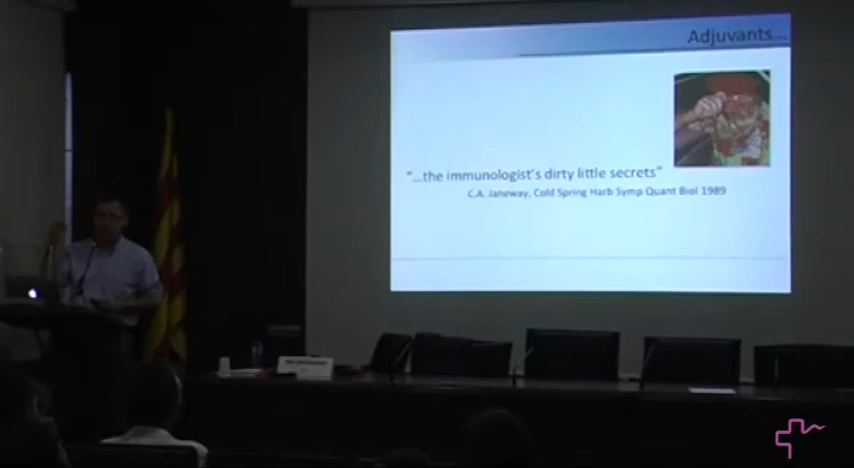 Adjuvants...
"...the immunologist's dirty little secrets"
C.A. Janeway, Cold Spring Harb Symp Quant Biol 1989